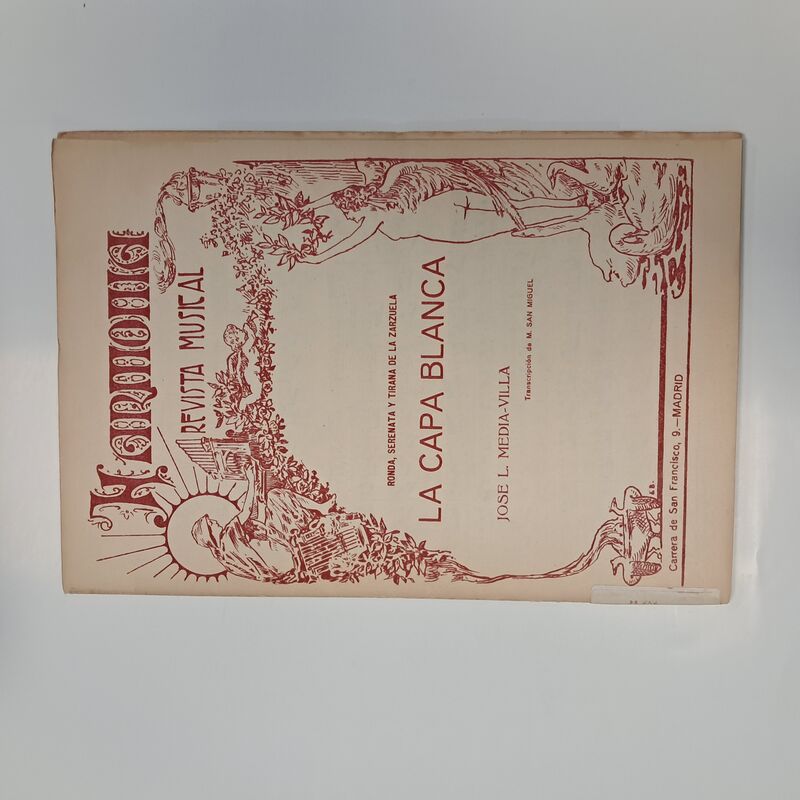 Harmonia
REVISTA MUSICAL
RONDA, SERENATA Y TIRANA DE LA ZARZUELA
LA CAPA BLANCA
JOSE L. MEDIA-VILLA
Transcripción de M. SAN MIGUEL
G B.
Carrera de San Francisco, 9.—MADRID